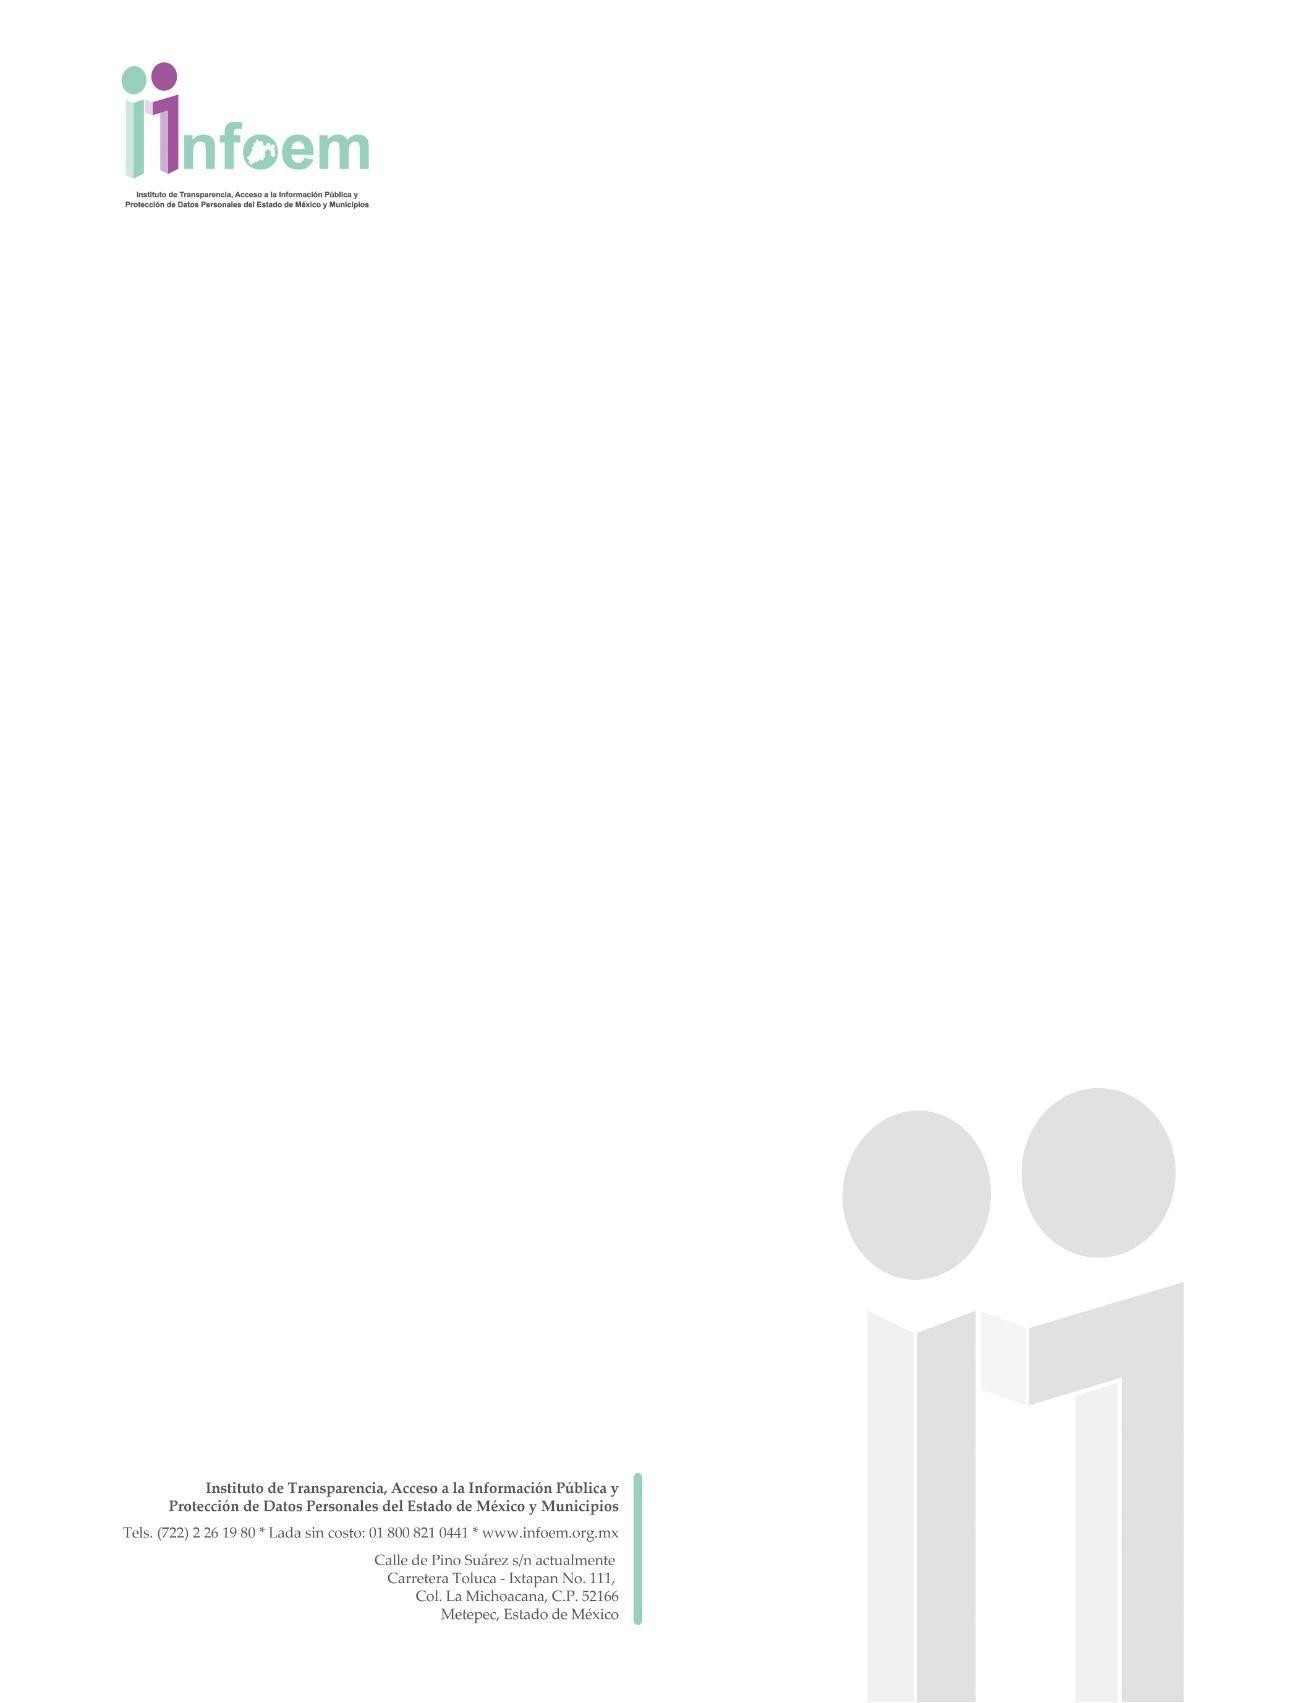 infoem
Instituto de Transparencia, Acceso a la Información Pública y
Protección de Datos Personales del Estado de México y Municipios
Instituto de Transparencia, Acceso a la Información Pública y
Protección de Datos Personales del Estado de México y Municipios
Tels. (722) 2 26 19 80 * Lada sin costo: 01 800 821 0441 * www.infoem.org.mx
Calle de Pino Suárez s/n actualmente
Carretera Toluca - Ixtapan No. 111,
Col. La Michoacana, C.P. 52166
Metepec, Estado de México